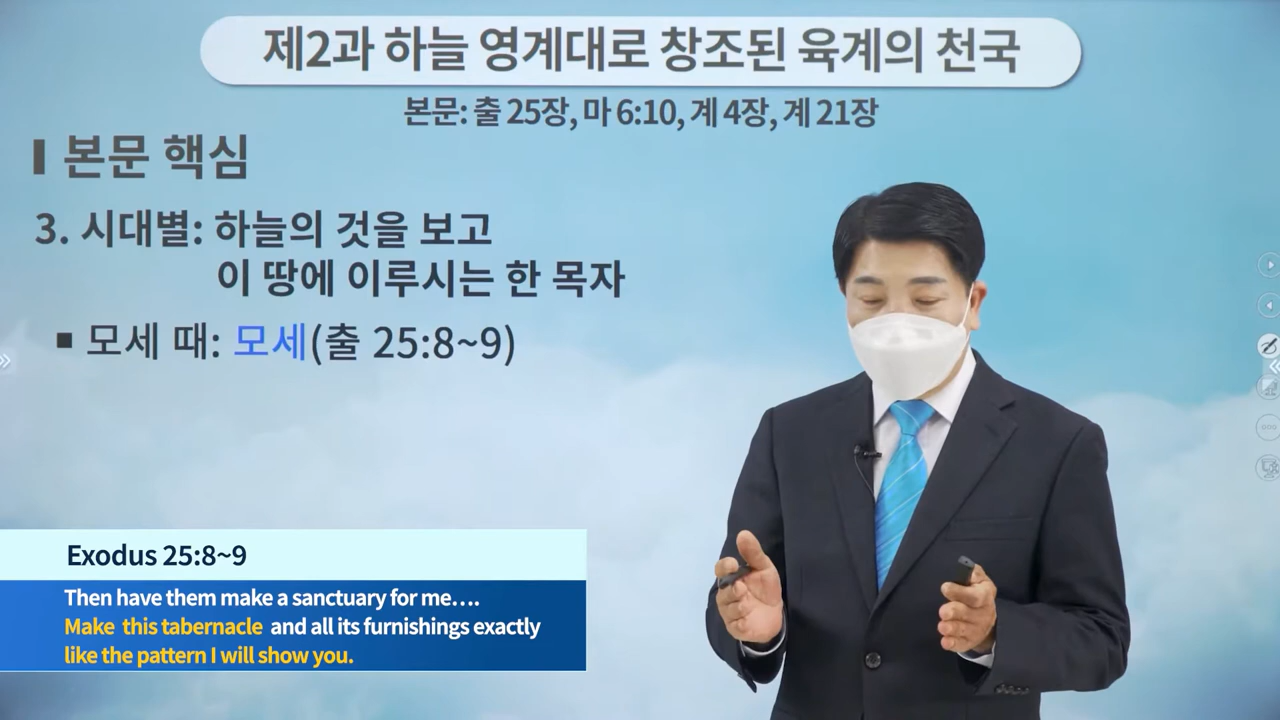 제2과 하늘 영계대로 창조된 육계의 천국
본문: 출 25장, 마 6:10, 계 4장, 계 21장
본문 핵심
3. 시대별: 하늘의 것을 보고
이 땅에 이루시는 한 목자
▪ 모세 때: 모세(출 25:8~9)
Exodus 25:8~9
Then have them make a sanctuary for me….
Make this tabernacle and all its furnishings exactly
like the pattern I will show you.